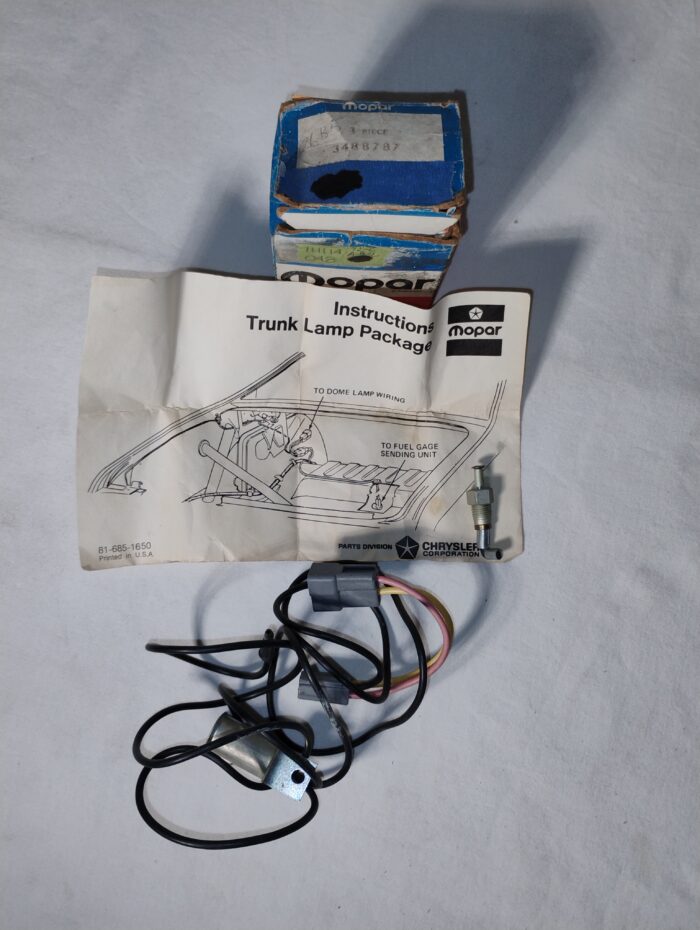 mopar
3 PIECE
3488787
Mopar
Instructions
Trunk Lamp Package
Mopar
TO DOME LAMP WIRING
TO FUEL GAGE
SENDING UNIT
81-685-1650
Printed in U.S.A
PARTS DIVISION CHRYSLER
CORPORATION